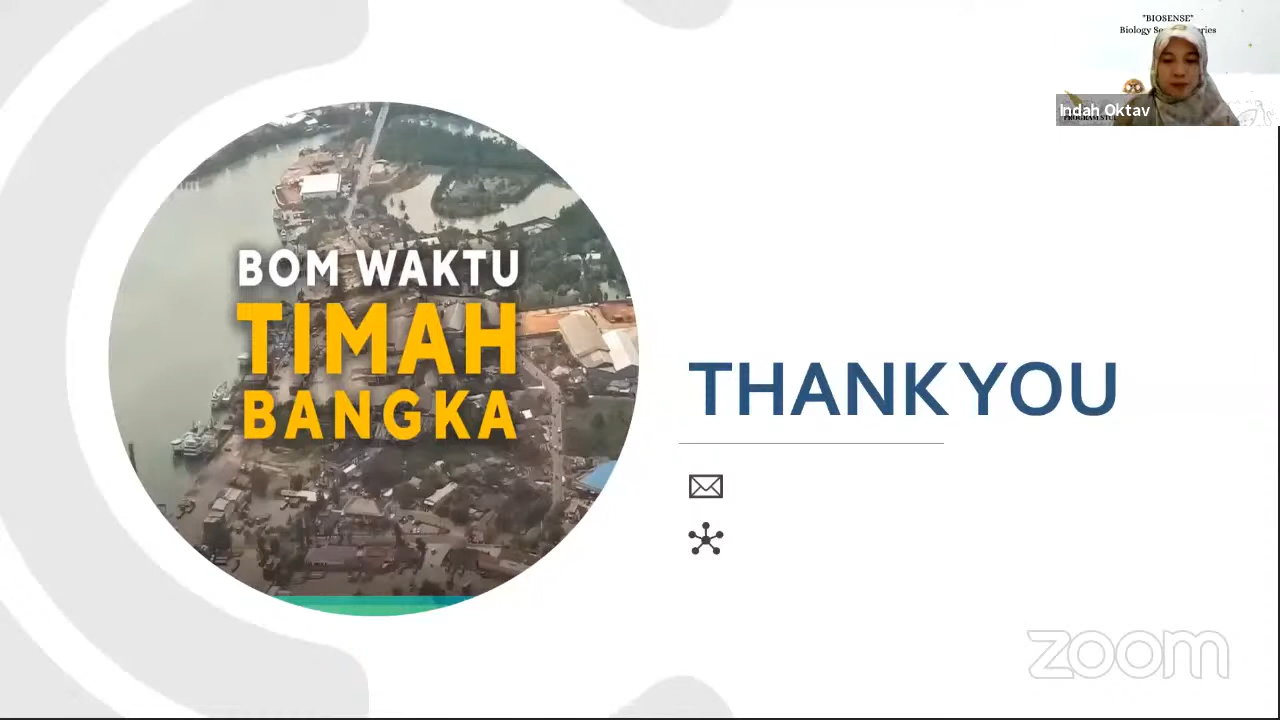 "BIOSENSE"
Indah Oktav
BOM WAKTU
TIMAH
BANGKA
THANK YOU
zoom